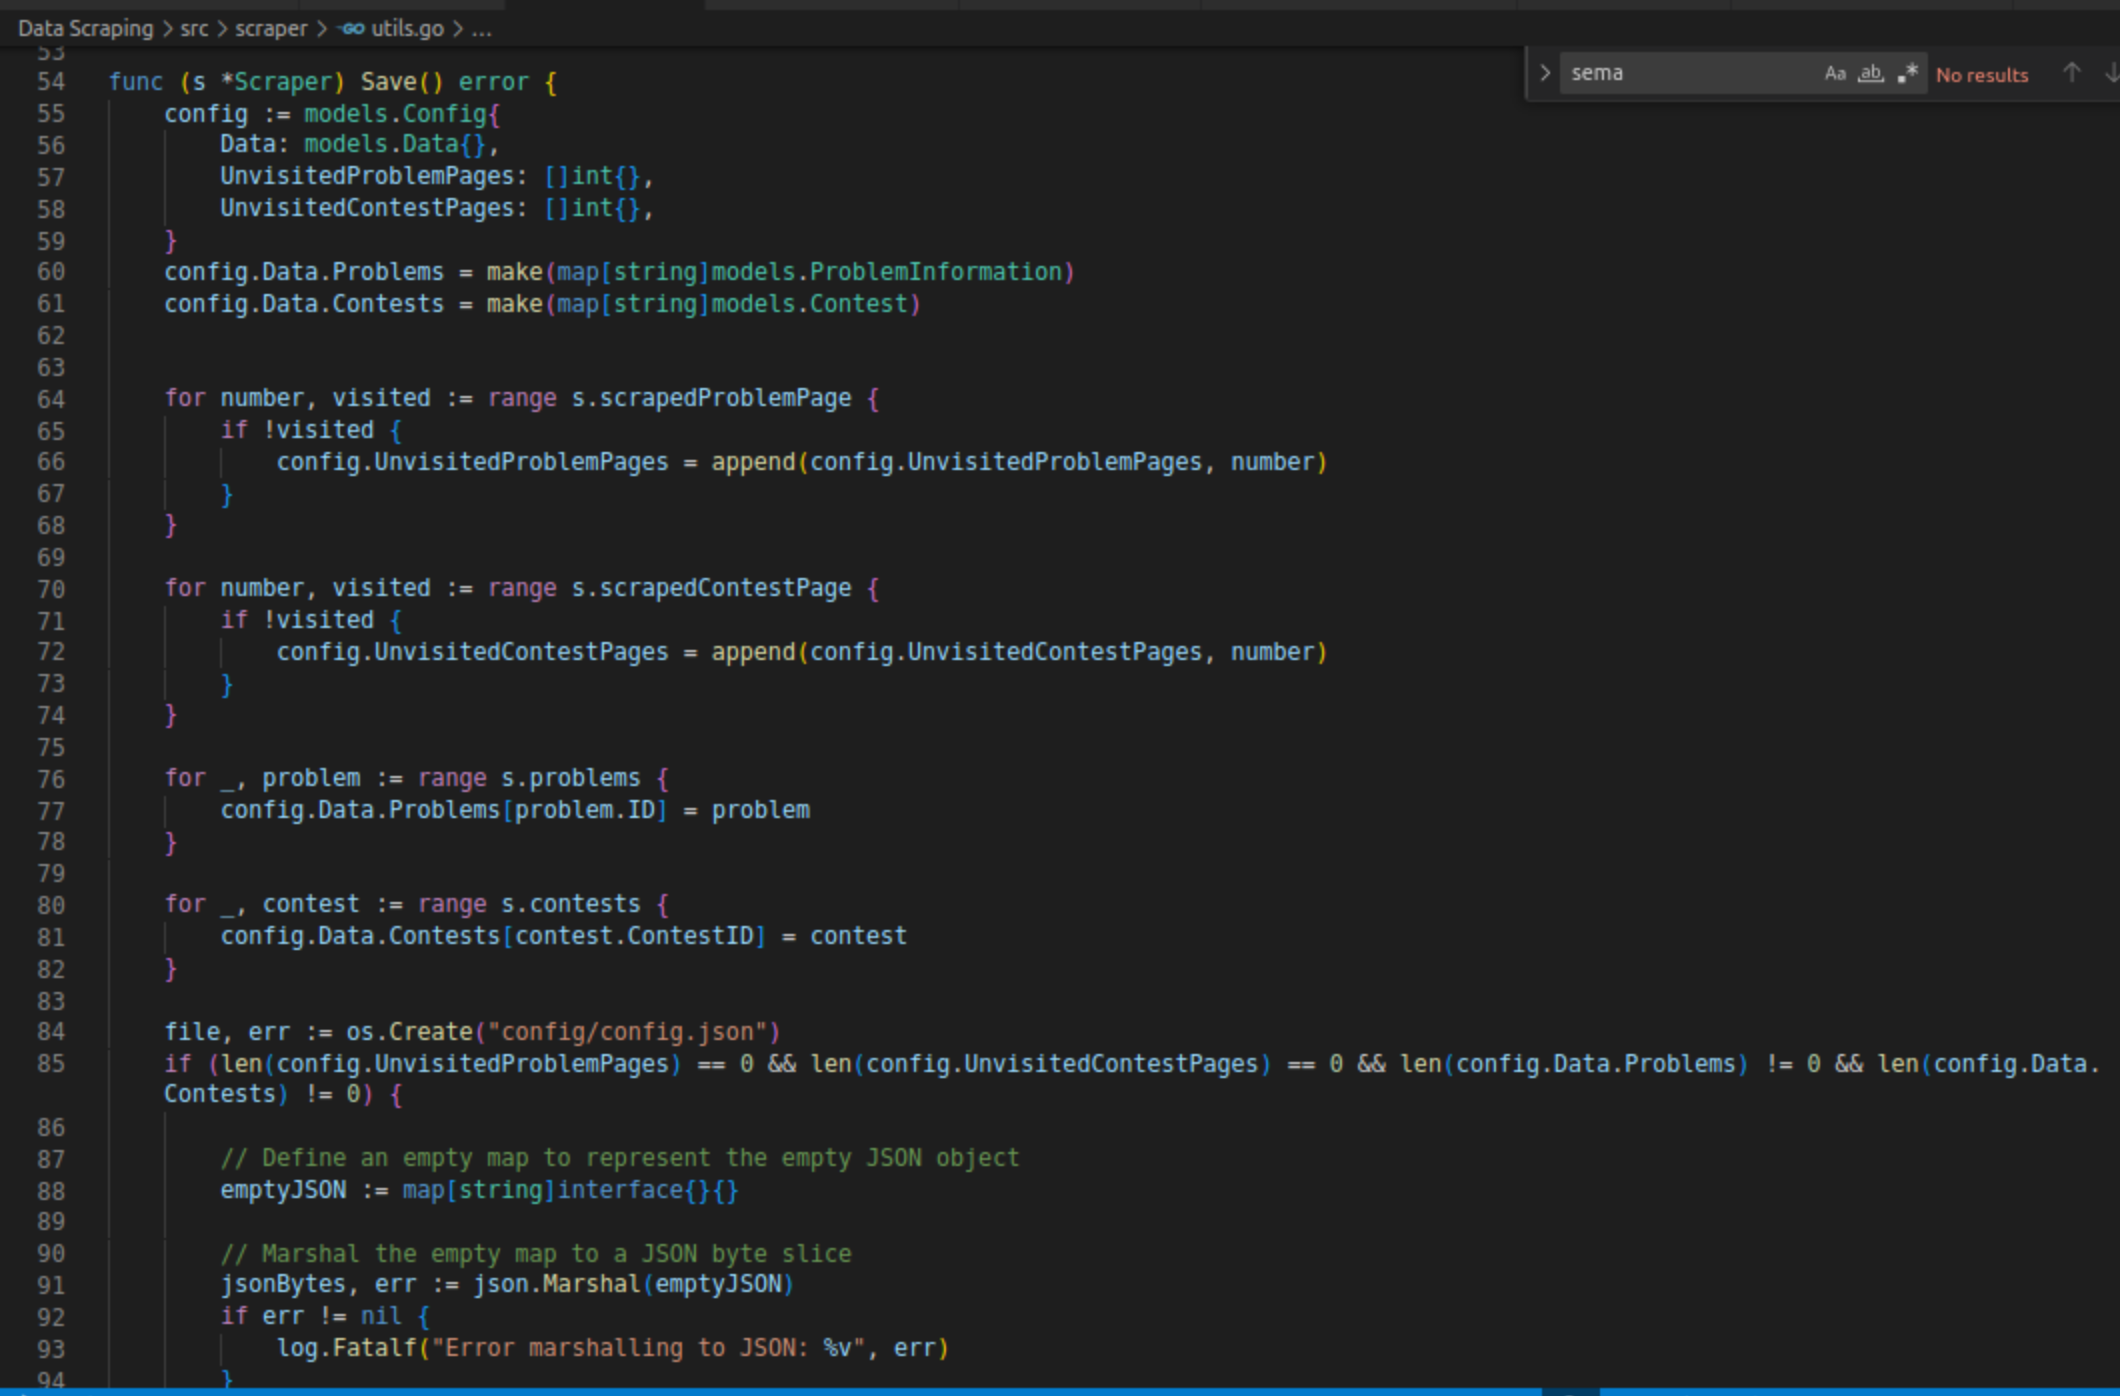 Data Scraping > src > scraper > utils.go > ...
sema Aa ab .* No results
53
54 func (s *Scraper) Save() error {
55     config := models.Config{
56         Data: models.Data{},
57         UnvisitedProblemPages: []int{},
58         UnvisitedContestPages: []int{},
59     }
60     config.Data.Problems = make(map[string]models.ProblemInformation)
61     config.Data.Contests = make(map[string]models.Contest)
62
63
64     for number, visited := range s.scrapedProblemPage {
65         if !visited {
66             config.UnvisitedProblemPages = append(config.UnvisitedProblemPages, number)
67         }
68     }
69
70     for number, visited := range s.scrapedContestPage {
71         if !visited {
72             config.UnvisitedContestPages = append(config.UnvisitedContestPages, number)
73         }
74     }
75
76     for _, problem := range s.problems {
77         config.Data.Problems[problem.ID] = problem
78     }
79
80     for _, contest := range s.contests {
81         config.Data.Contests[contest.ContestID] = contest
82     }
83
84     file, err := os.Create("config/config.json")
85     if (len(config.UnvisitedProblemPages) == 0 && len(config.UnvisitedContestPages) == 0 && len(config.Data.Problems) != 0 && len(config.Data.
Contests) != 0) {
86
87         // Define an empty map to represent the empty JSON object
88         emptyJSON := map[string]interface{}{}
89
90         // Marshal the empty map to a JSON byte slice
91         jsonBytes, err := json.Marshal(emptyJSON)
92         if err != nil {
93             log.Fatalf("Error marshalling to JSON: %v", err)
94         }